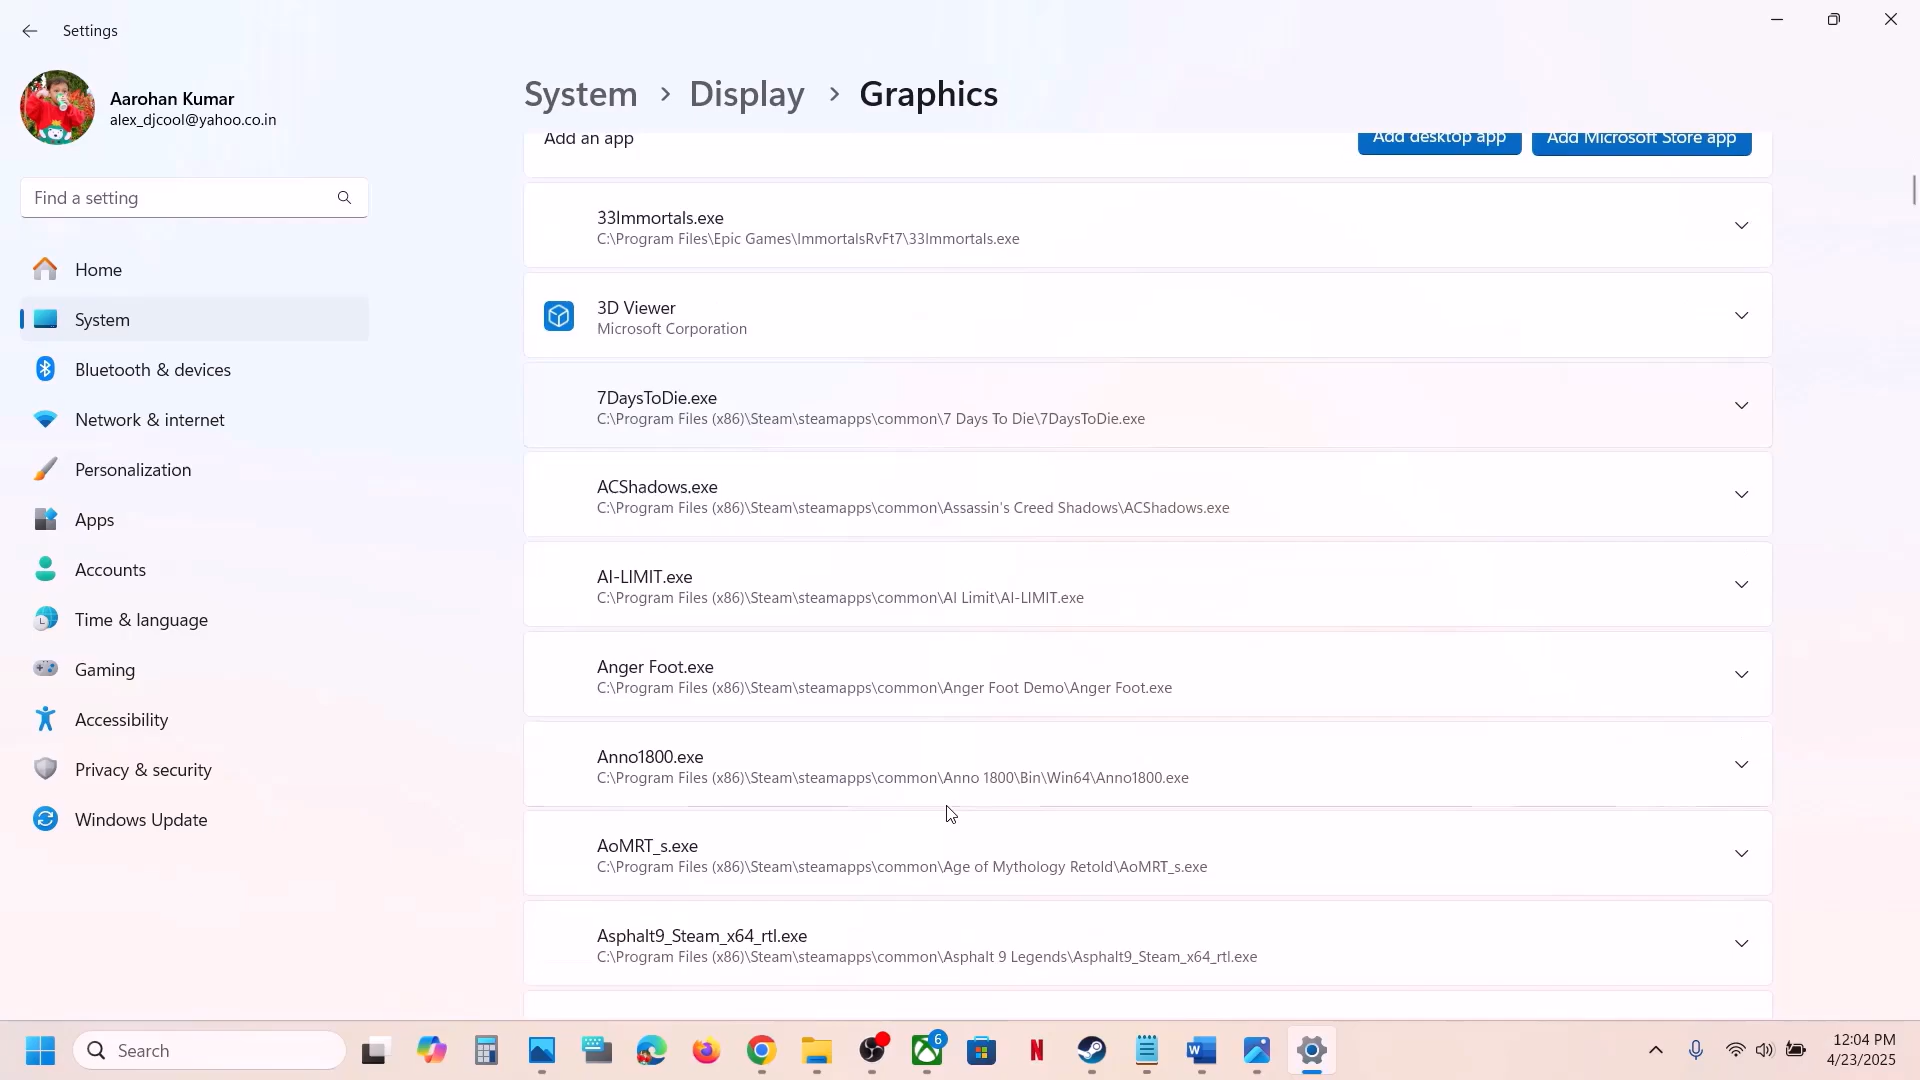 Settings
Aarohan Kumar
alex_djcool@yahoo.co.in
Find a setting
Home
System
Bluetooth & devices
Network & internet
Personalization
Apps
Accounts
Time & language
Gaming
Accessibility
Privacy & security
Windows Update
System > Display > Graphics
Add an app
Add desktop app
Add Microsoft Store app
33Immortals.exe
C:\Program Files\Epic Games\ImmortalsRvFt7\33Immortals.exe
3D Viewer
Microsoft Corporation
7DaysToDie.exe
C:\Program Files (x86)\Steam\steamapps\common\7 Days To Die\7DaysToDie.exe
ACShadows.exe
C:\Program Files (x86)\Steam\steamapps\common\Assassin's Creed Shadows\ACShadows.exe
AI-LIMIT.exe
C:\Program Files (x86)\Steam\steamapps\common\AI Limit\AI-LIMIT.exe
Anger Foot.exe
C:\Program Files (x86)\Steam\steamapps\common\Anger Foot Demo\Anger Foot.exe
Anno1800.exe
C:\Program Files (x86)\Steam\steamapps\common\Anno 1800\Bin\Win64\Anno1800.exe
AoMRT_s.exe
C:\Program Files (x86)\Steam\steamapps\common\Age of Mythology Retold\AoMRT_s.exe
Asphalt9_Steam_x64_rtl.exe
C:\Program Files (x86)\Steam\steamapps\common\Asphalt 9 Legends\Asphalt9_Steam_x64_rtl.exe
Search
6
12:04 PM
4/23/2025